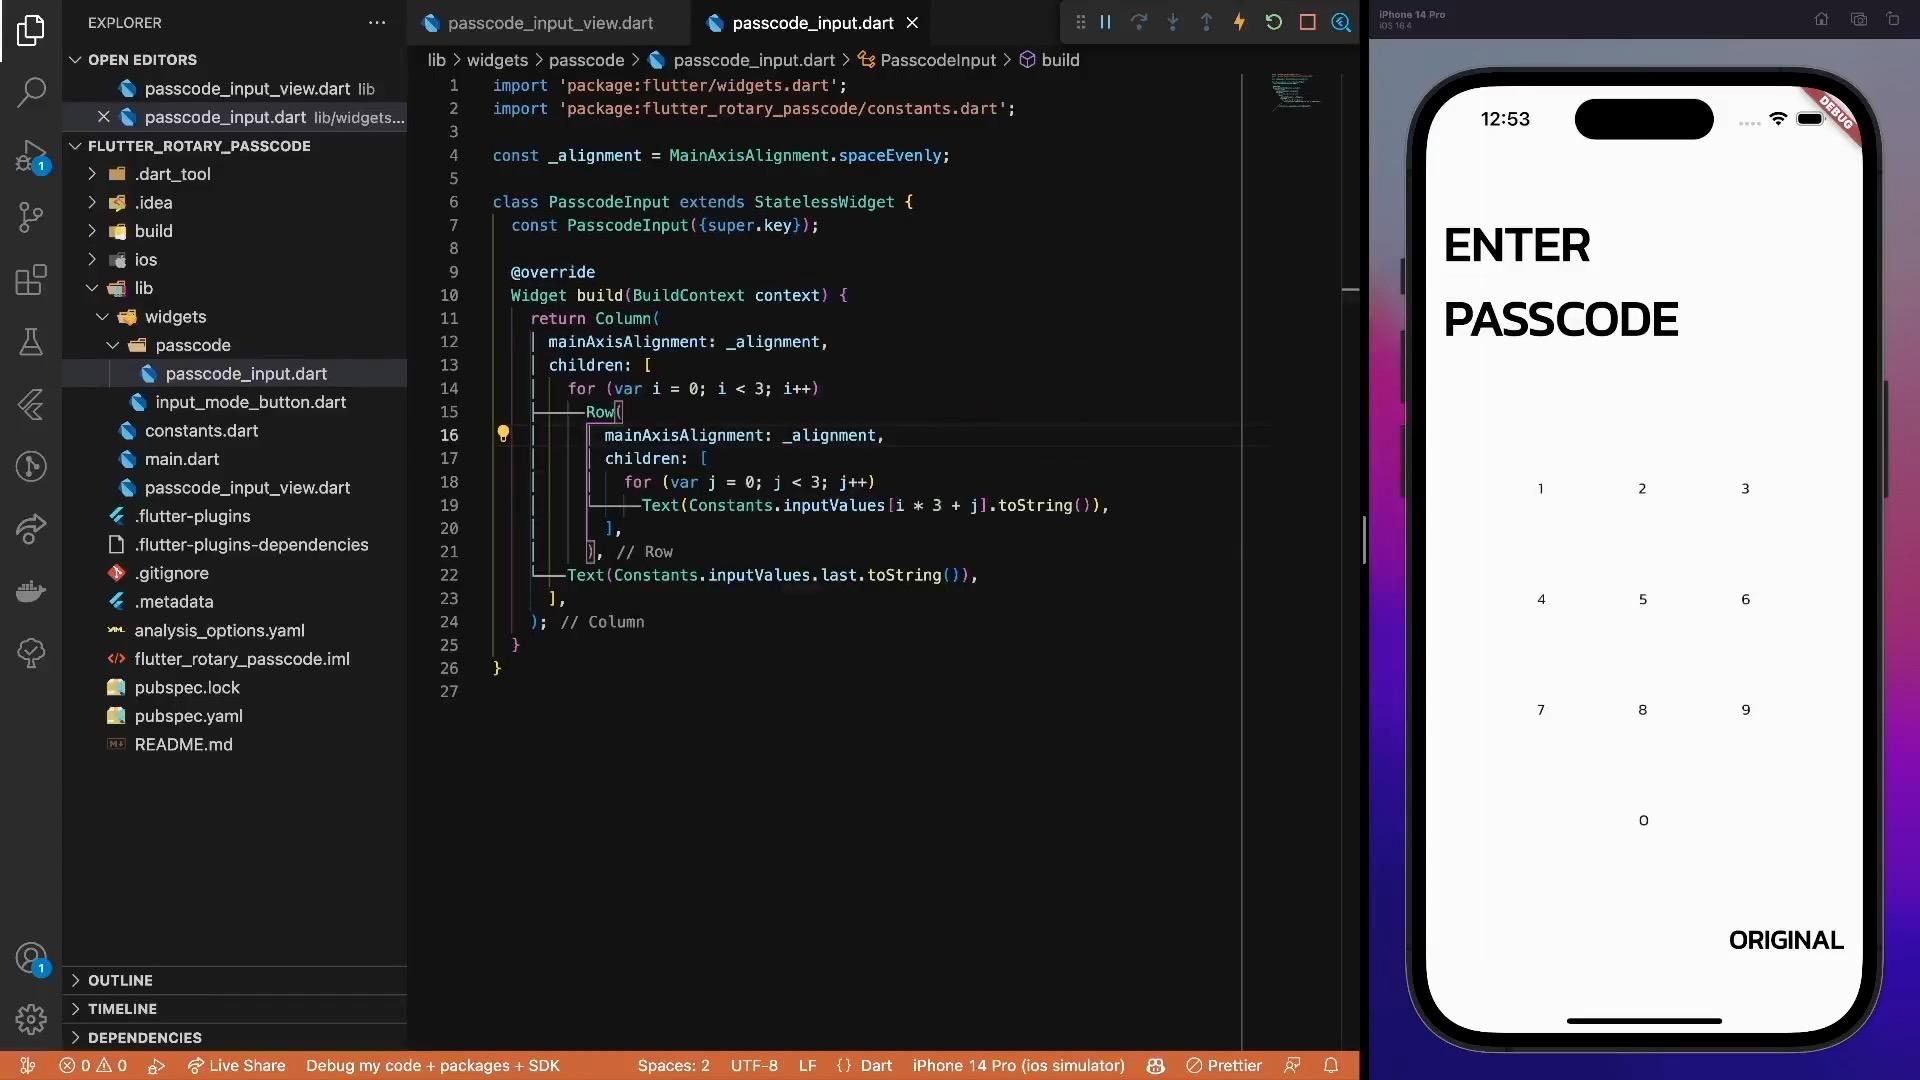 EXPLORER
OPEN EDITORS
passcode_input_view.dart lib
passcode_input.dart lib/widgets...
FLUTTER_ROTARY_PASSCODE
.dart_tool
.idea
build
ios
lib
widgets
passcode
passcode_input.dart
input_mode_button.dart
constants.dart
main.dart
passcode_input_view.dart
.flutter-plugins
.flutter-plugins-dependencies
.gitignore
.metadata
analysis_options.yaml
flutter_rotary_passcode.iml
pubspec.lock
pubspec.yaml
README.md
OUTLINE
TIMELINE
DEPENDENCIES
1
1
passcode_input_view.dart
passcode_input.dart
lib > widgets > passcode > passcode_input.dart > PasscodeInput > build
1 import 'package:flutter/widgets.dart';
2 import 'package:flutter_rotary_passcode/constants.dart';
3
4 const _alignment = MainAxisAlignment.spaceEvenly;
5
6 class PasscodeInput extends StatelessWidget {
7 const PasscodeInput({super.key});
8
9 @override
10 Widget build(BuildContext context) {
11 return Column(
12 mainAxisAlignment: _alignment,
13 children: [
14 for (var i = 0; i < 3; i++)
15 Row(
16 mainAxisAlignment: _alignment,
17 children: [
18 for (var j = 0; j < 3; j++)
19 Text(Constants.inputValues[i * 3 + j].toString()),
20 ],
21 ), // Row
22 Text(Constants.inputValues.last.toString()),
23 ],
24 ); // Column
25 }
26 }
27
iPhone 14 Pro
iOS 16.4
12:53
DEBUG
ENTER
PASSCODE
1 2 3
4 5 6
7 8 9
0
ORIGINAL
0 0 Live Share Debug my code + packages + SDK Spaces: 2 UTF-8 LF {} Dart iPhone 14 Pro (ios simulator) Prettier